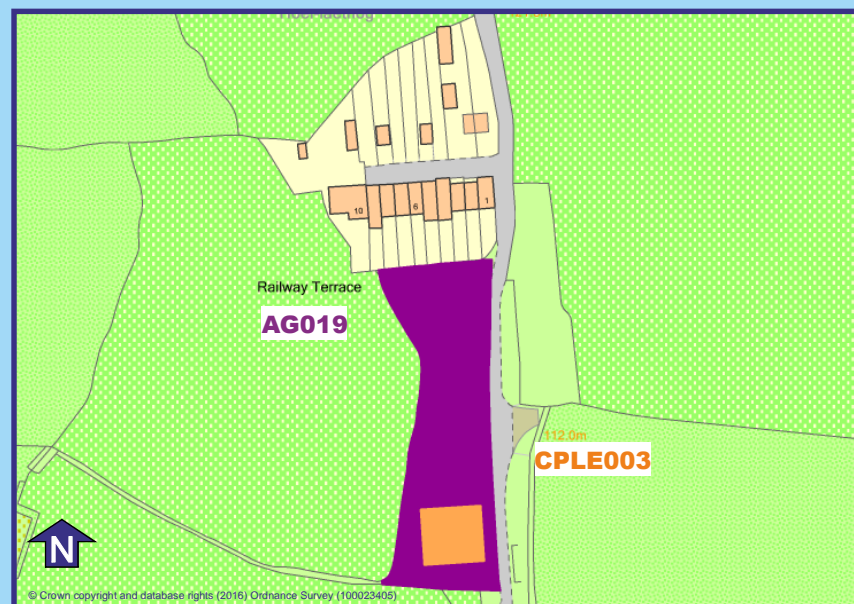 10
6
1
Railway Terrace
AG019
112.0m
CPLE003
N
© Crown copyright and database rights (2016) Ordnance Survey (100023405)